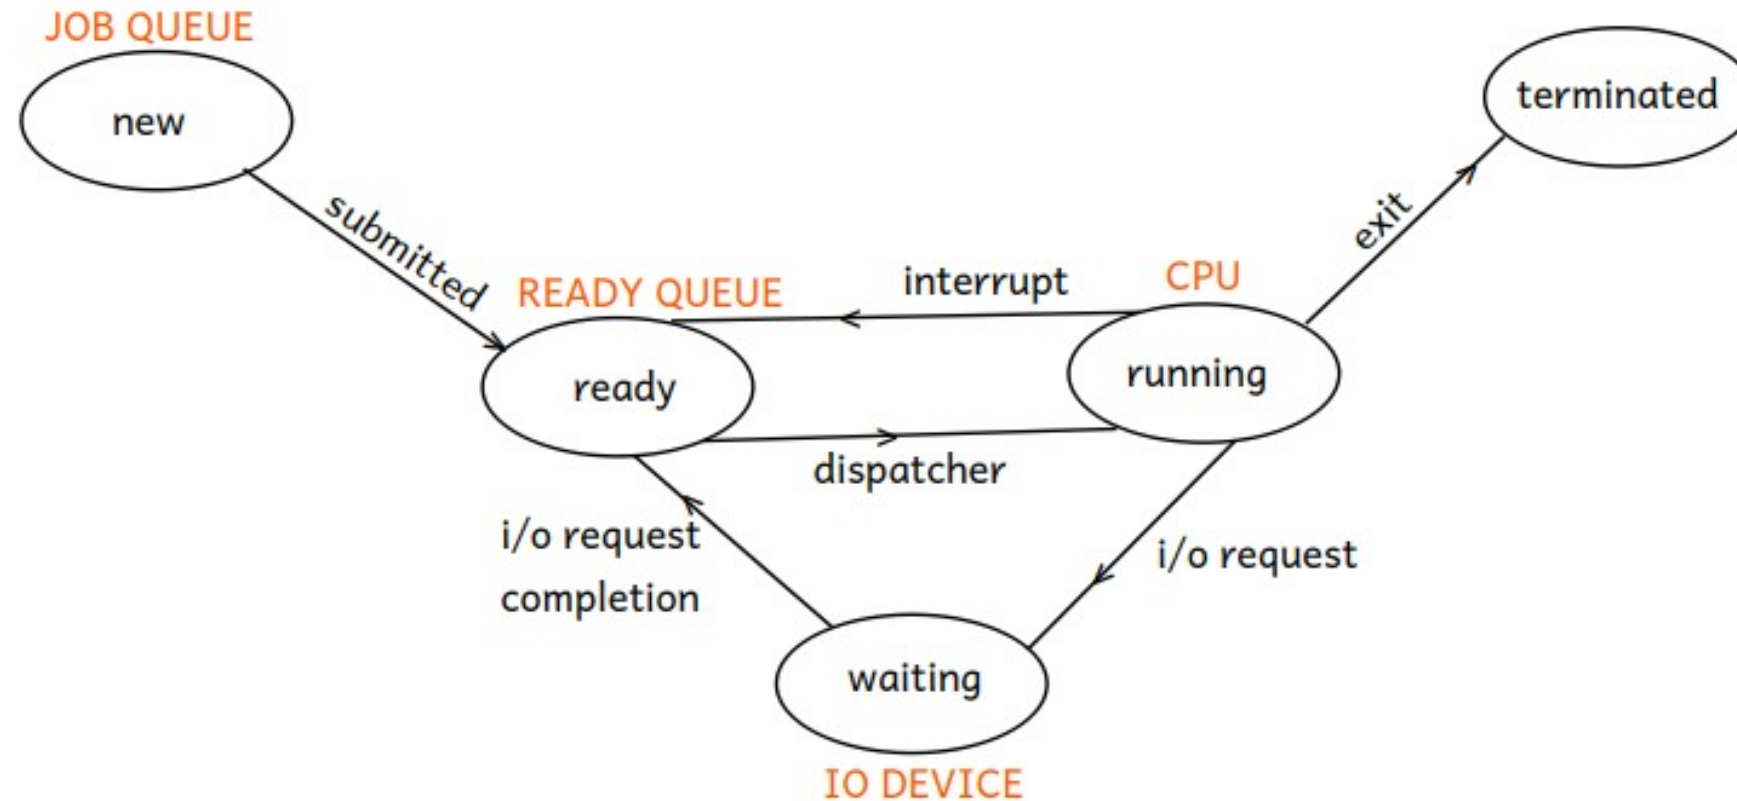 JOB QUEUE
new
terminated
submitted
exit
READY QUEUE
interrupt
CPU
ready
running
dispatcher
i/o request
completion
i/o request
waiting
IO DEVICE